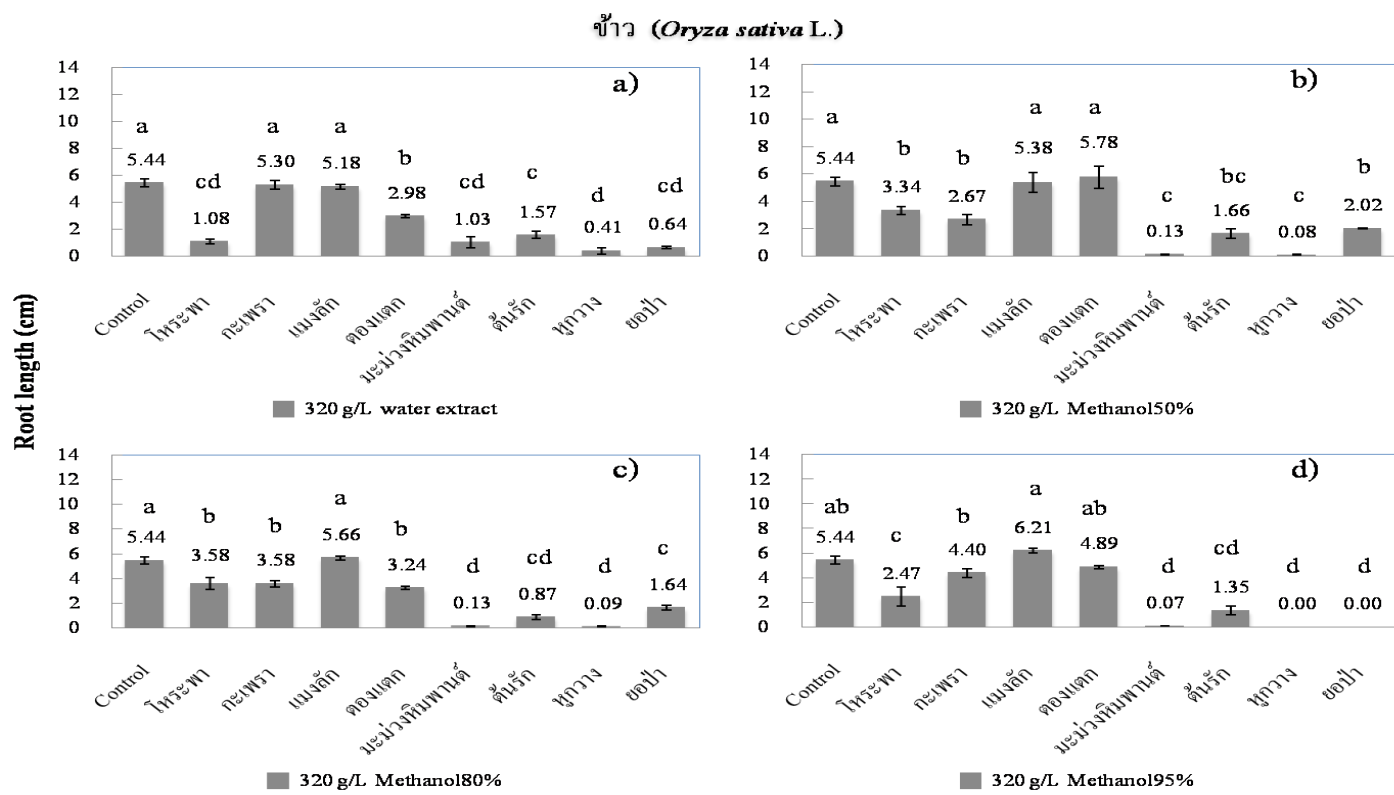 ข้าว (Oryza sativa L.)
Root length (cm)
a)
14
12
10
8
6
4
2
0
a cd a a b cd c d cd
5.44 1.08 5.30 5.18 2.98 1.03 1.57 0.41 0.64
Control โหระพา กะเพรา แมงลัก ตองแตก มะม่วงหิมพานต์ ต้นรัก หูกวาง ยอป่า
320 g/L water extract
b)
14
12
10
8
6
4
2
0
a b b a a c bc c b
5.44 3.34 2.67 5.38 5.78 0.13 1.66 0.08 2.02
Control โหระพา กะเพรา แมงลัก ตองแตก มะม่วงหิมพานต์ ต้นรัก หูกวาง ยอป่า
320 g/L Methanol50%
c)
14
12
10
8
6
4
2
0
a b b a b d cd d c
5.44 3.58 3.58 5.66 3.24 0.13 0.87 0.09 1.64
Control โหระพา กะเพรา แมงลัก ตองแตก มะม่วงหิมพานต์ ต้นรัก หูกวาง ยอป่า
320 g/L Methanol80%
d)
14
12
10
8
6
4
2
0
ab c b a ab d cd d d
5.44 2.47 4.40 6.21 4.89 0.07 1.35 0.00 0.00
Control โหระพา กะเพรา แมงลัก ตองแตก มะม่วงหิมพานต์ ต้นรัก หูกวาง ยอป่า
320 g/L Methanol95%